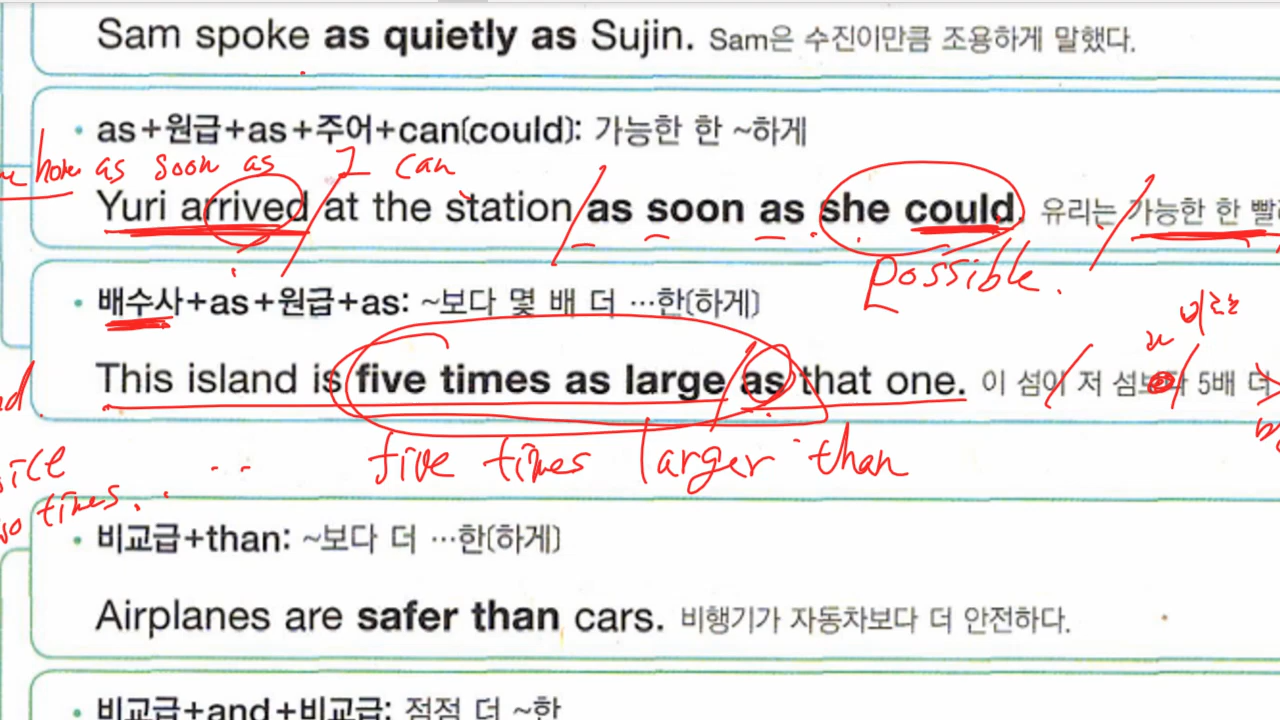 Sam spoke as quietly as Sujin. Sam은 수진이만큼 조용하게 말했다.
• as+원급+as+주어+can(could): 가능한 한 ~하게
as soon as I can
Yuri arrived at the station as soon as she could. 유리는 가능한 한 빨
possible.
• 배수사+as+원급+as: ~보다 몇 배 더 …한(하게)
This island is five times as large as that one. 이 섬이 저 섬보다 5배 더
five times larger than
times.
• 비교급+than: ~보다 더 …한(하게)
Airplanes are safer than cars. 비행기가 자동차보다 더 안전하다.
• 비교급+and+비교급: 점점 더 ~한